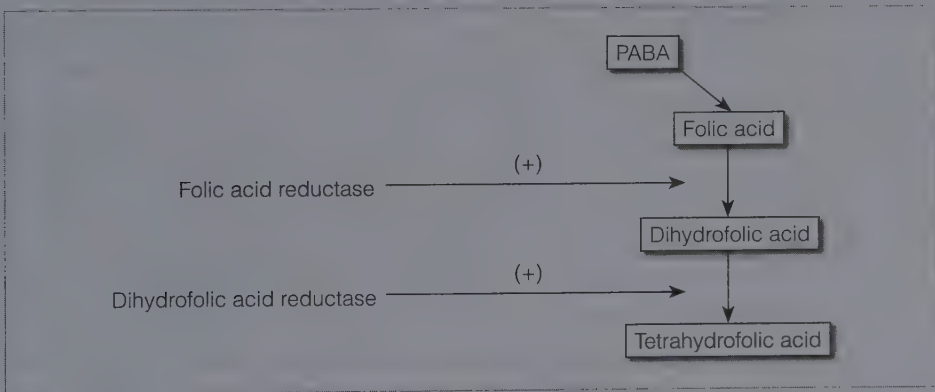 PABA
Folic acid
(+)
Folic acid reductase
Dihydrofolic acid
(+)
Dihydrofolic acid reductase
Tetrahydrofolic acid